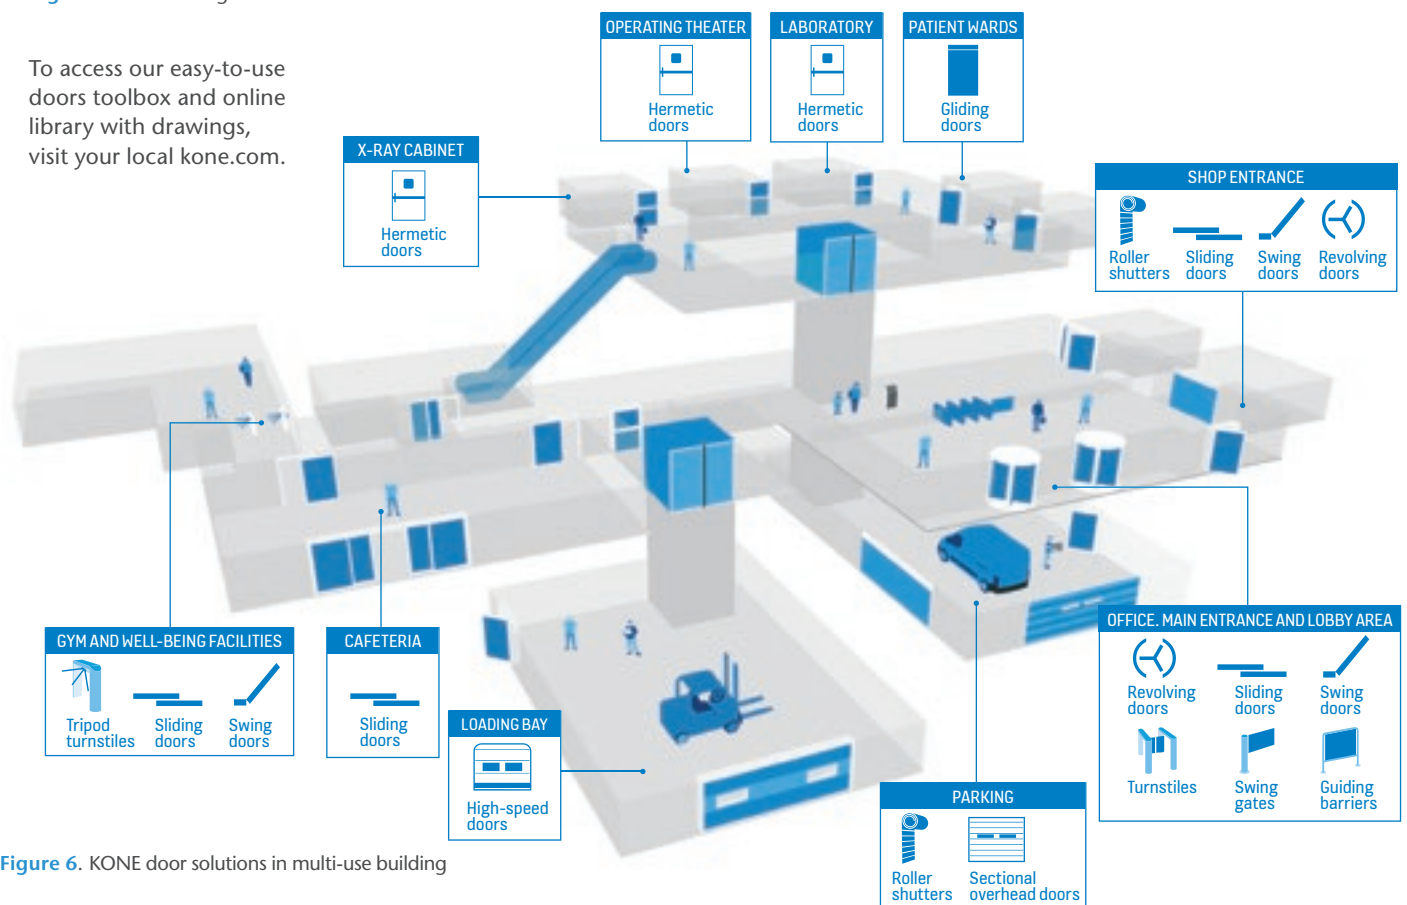 To access our easy-to-use
doors toolbox and online
library with drawings,
visit your local kone.com.
OPERATING THEATER
Hermetic
doors
LABORATORY
Hermetic
doors
PATIENT WARDS
Gliding
doors
X-RAY CABINET
Hermetic
doors
SHOP ENTRANCE
Roller
shutters
Sliding
doors
Swing
doors
Revolving
doors
GYM AND WELL-BEING FACILITIES
Tripod
turnstiles
Sliding
doors
Swing
doors
CAFETERIA
Sliding
doors
LOADING BAY
High-speed
doors
PARKING
Roller
shutters
Sectional
overhead doors
OFFICE. MAIN ENTRANCE AND LOBBY AREA
Revolving
doors
Sliding
doors
Swing
doors
Turnstiles
Swing
gates
Guiding
barriers
Figure 6. KONE door solutions in multi-use building